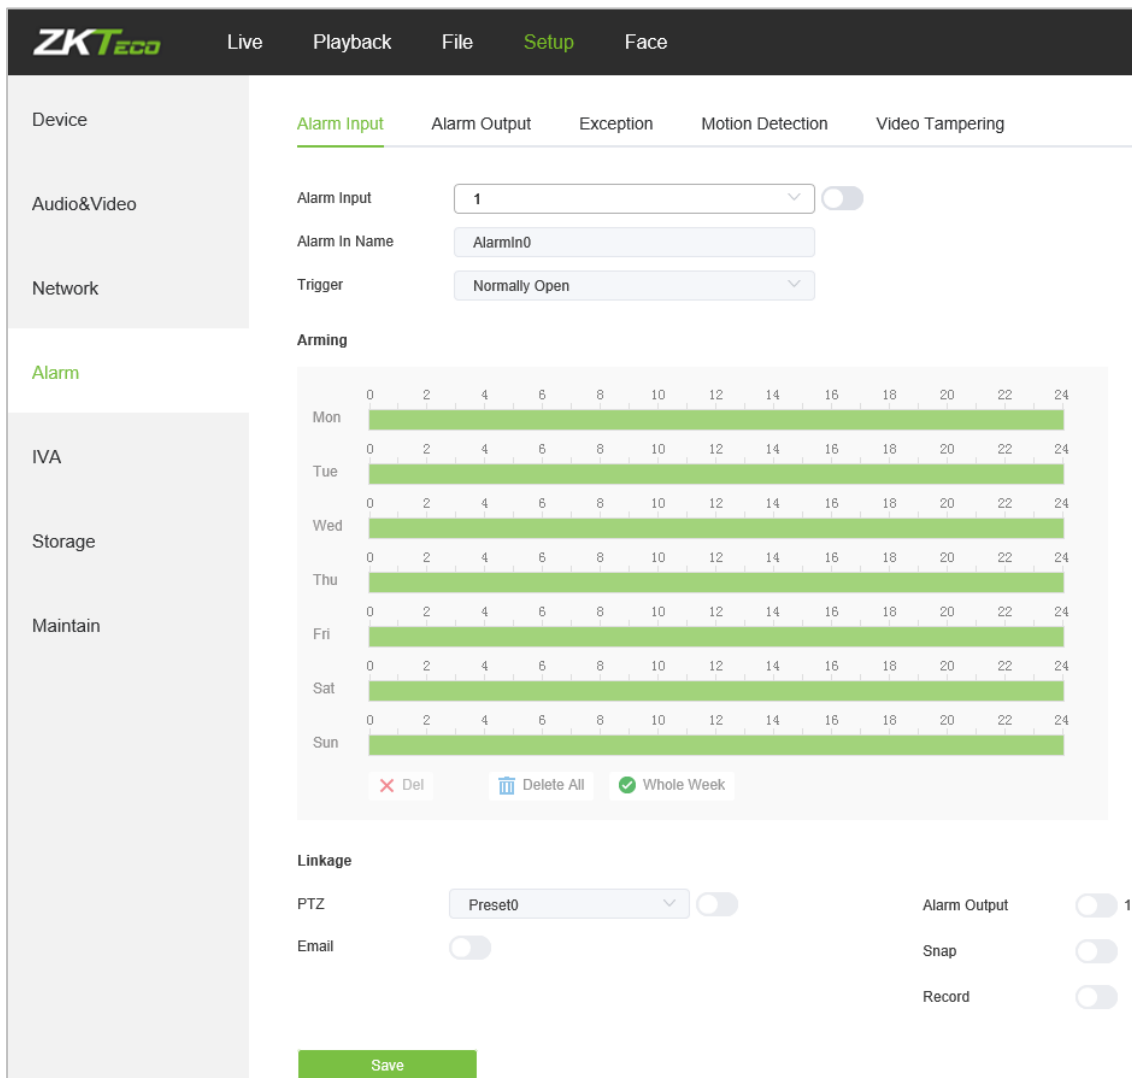 ZKTeco Live Playback File Setup Face
Device
Audio&Video
Network
Alarm
IVA
Storage
Maintain
Alarm Input Alarm Output Exception Motion Detection Video Tampering
Alarm Input 1
Alarm In Name AlarmIn0
Trigger Normally Open
Arming
0 2 4 6 8 10 12 14 16 18 20 22 24
Mon
0 2 4 6 8 10 12 14 16 18 20 22 24
Tue
0 2 4 6 8 10 12 14 16 18 20 22 24
Wed
0 2 4 6 8 10 12 14 16 18 20 22 24
Thu
0 2 4 6 8 10 12 14 16 18 20 22 24
Fri
0 2 4 6 8 10 12 14 16 18 20 22 24
Sat
0 2 4 6 8 10 12 14 16 18 20 22 24
Sun
Del Delete All Whole Week
Linkage
PTZ Preset0 Alarm Output 1
Email Snap
Record
Save